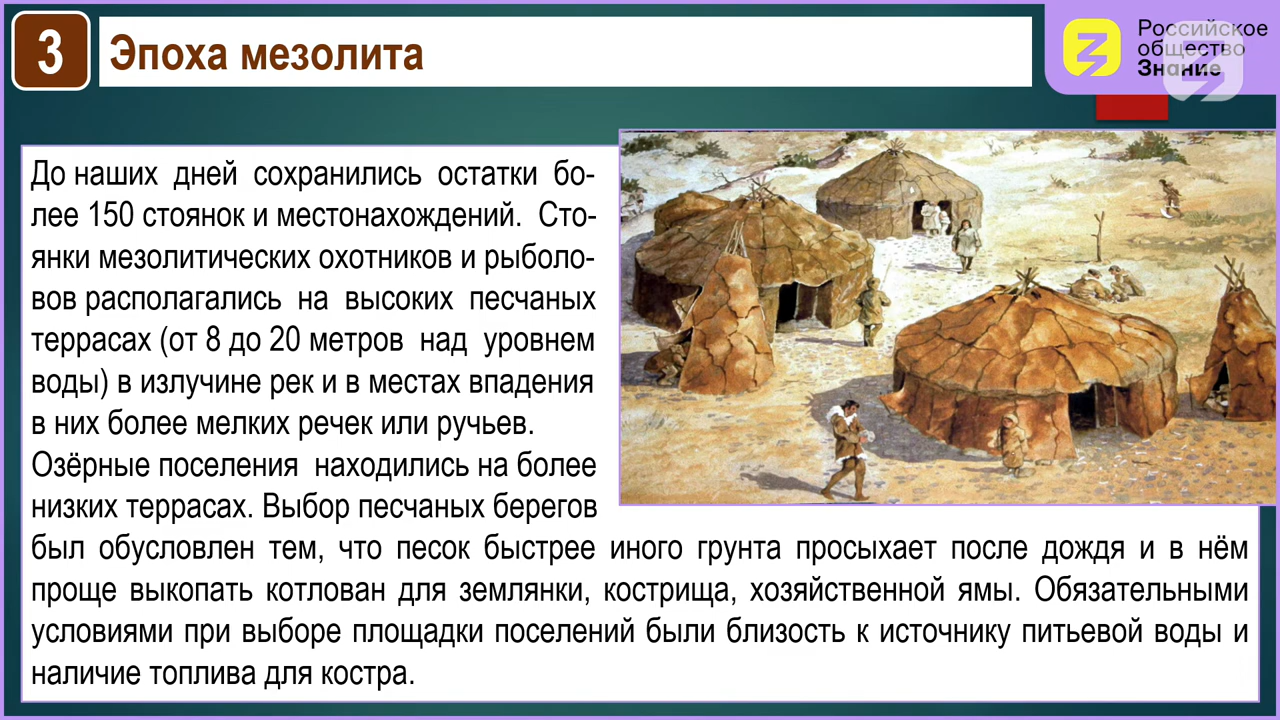 3
Эпоха мезолита
Российское
общество
Знание
До наших дней сохранились остатки бо-
лее 150 стоянок и местонахождений. Сто-
янки мезолитических охотников и рыболо-
вов располагались на высоких песчаных
террасах (от 8 до 20 метров над уровнем
воды) в излучине рек и в местах впадения
в них более мелких речек или ручьев.
Озёрные поселения находились на более
низких террасах. Выбор песчаных берегов
был обусловлен тем, что песок быстрее иного грунта просыхает после дождя и в нём
проще выкопать котлован для землянки, кострища, хозяйственной ямы. Обязательными
условиями при выборе площадки поселений были близость к источнику питьевой воды и
наличие топлива для костра.